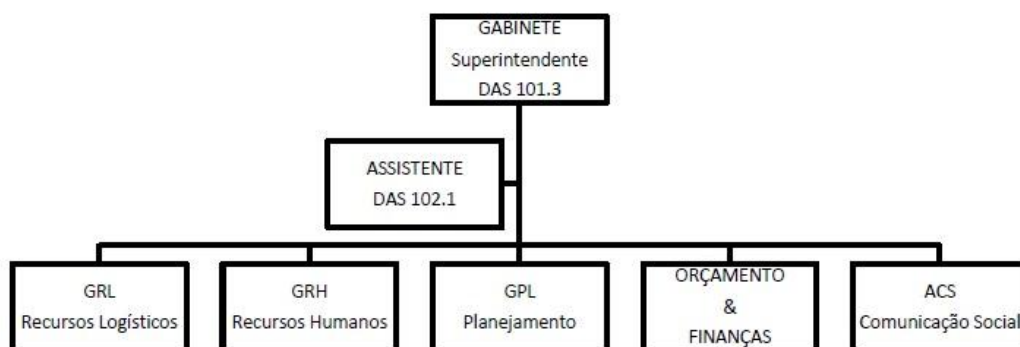 GABINETE
Superintendente
DAS 101.3
ASSISTENTE
DAS 102.1
GRL
Recursos Logísticos
GRH
Recursos Humanos
GPL
Planejamento
ORÇAMENTO
&
FINANÇAS
ACS
Comunicação Social